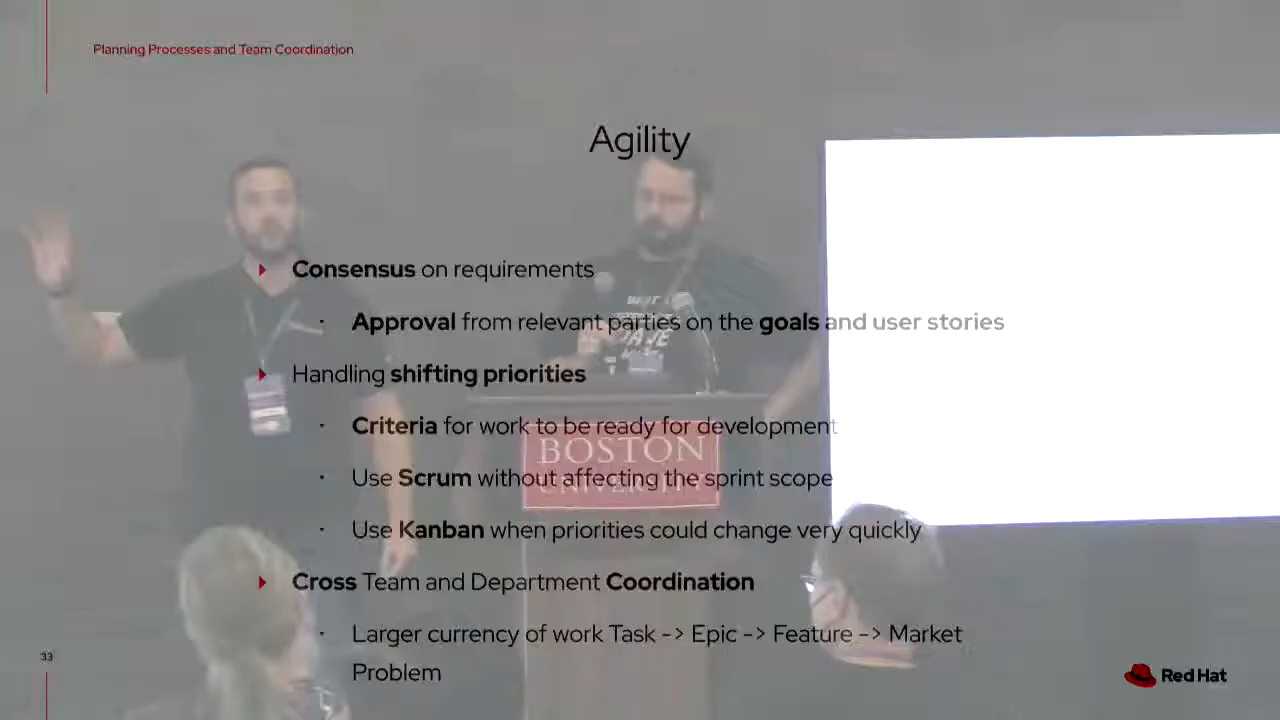 Planning Processes and Team Coordination
Agility
Consensus on requirements
Approval from relevant parties on the goals and user stories
Handling shifting priorities
Criteria for work to be ready for development
BOSTON
UNIVERSITY
Use Scrum without affecting the sprint scope
Use Kanban when priorities could change very quickly
Cross Team and Department Coordination
Larger currency of work Task -> Epic -> Feature -> Market
Problem
33
Red Hat